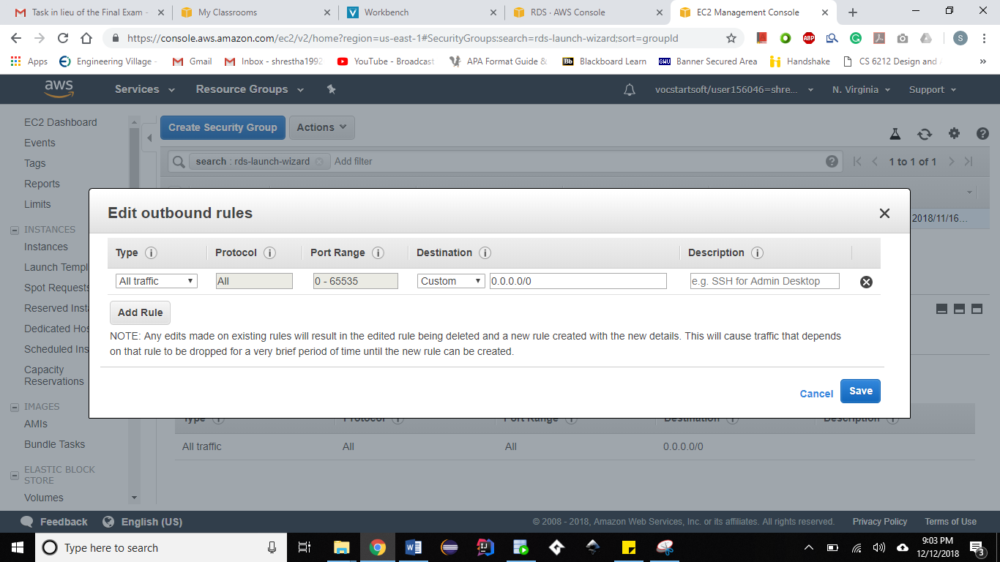 Task in lieu of the Final Exam -
My Classrooms
Workbench
RDS · AWS Console
EC2 Management Console
https://console.aws.amazon.com/ec2/v2/home?region=us-east-1#SecurityGroups:search=rds-launch-wizard;sort=groupId
ABP
S
Apps
Engineering Village -
Gmail
Inbox - shrestha1992
YouTube - Broadcast
APA Format Guide &
Bb
Blackboard Learn
GWU
Banner Secured Area
Handshake
CS 6212 Design and
»
aws
Services
Resource Groups
vocstartsoft/user156046=shre...
N. Virginia
Support
EC2 Dashboard
Events
Tags
Reports
Limits
INSTANCES
Instances
Launch Templ
Spot Requests
Reserved Inst
Dedicated Hos
Scheduled Ins
Capacity
Reservations
IMAGES
AMIs
Bundle Tasks
ELASTIC BLOCK
STORE
Volumes
Create Security Group
Actions
search : rds-launch-wizard
Add filter
1 to 1 of 1
2018/11/16...
Edit outbound rules
Type
Protocol
Port Range
Destination
Description
All traffic
All
0 - 65535
Custom
0.0.0.0/0
e.g. SSH for Admin Desktop
Add Rule
NOTE: Any edits made on existing rules will result in the edited rule being deleted and a new rule created with the new details. This will cause traffic that depends
on that rule to be dropped for a very brief period of time until the new rule can be created.
Cancel
Save
Type
Protocol
Port Range
Destination
Description
All traffic
All
All
0.0.0.0/0
Feedback
English (US)
© 2008 - 2018, Amazon Web Services, Inc. or its affiliates. All rights reserved.
Privacy Policy
Terms of Use
Type here to search
9:03 PM
12/12/2018
3